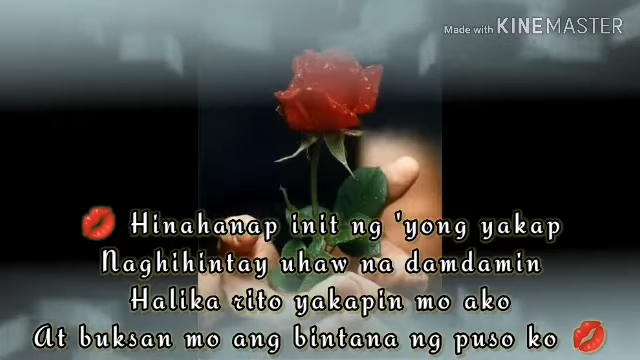 Made with KINEMASTER
Hinahanap init ng 'yong yakap
Naghihintay uhaw na damdamin
Halika rito yakapin mo ako
At buksan mo ang bintana ng puso ko